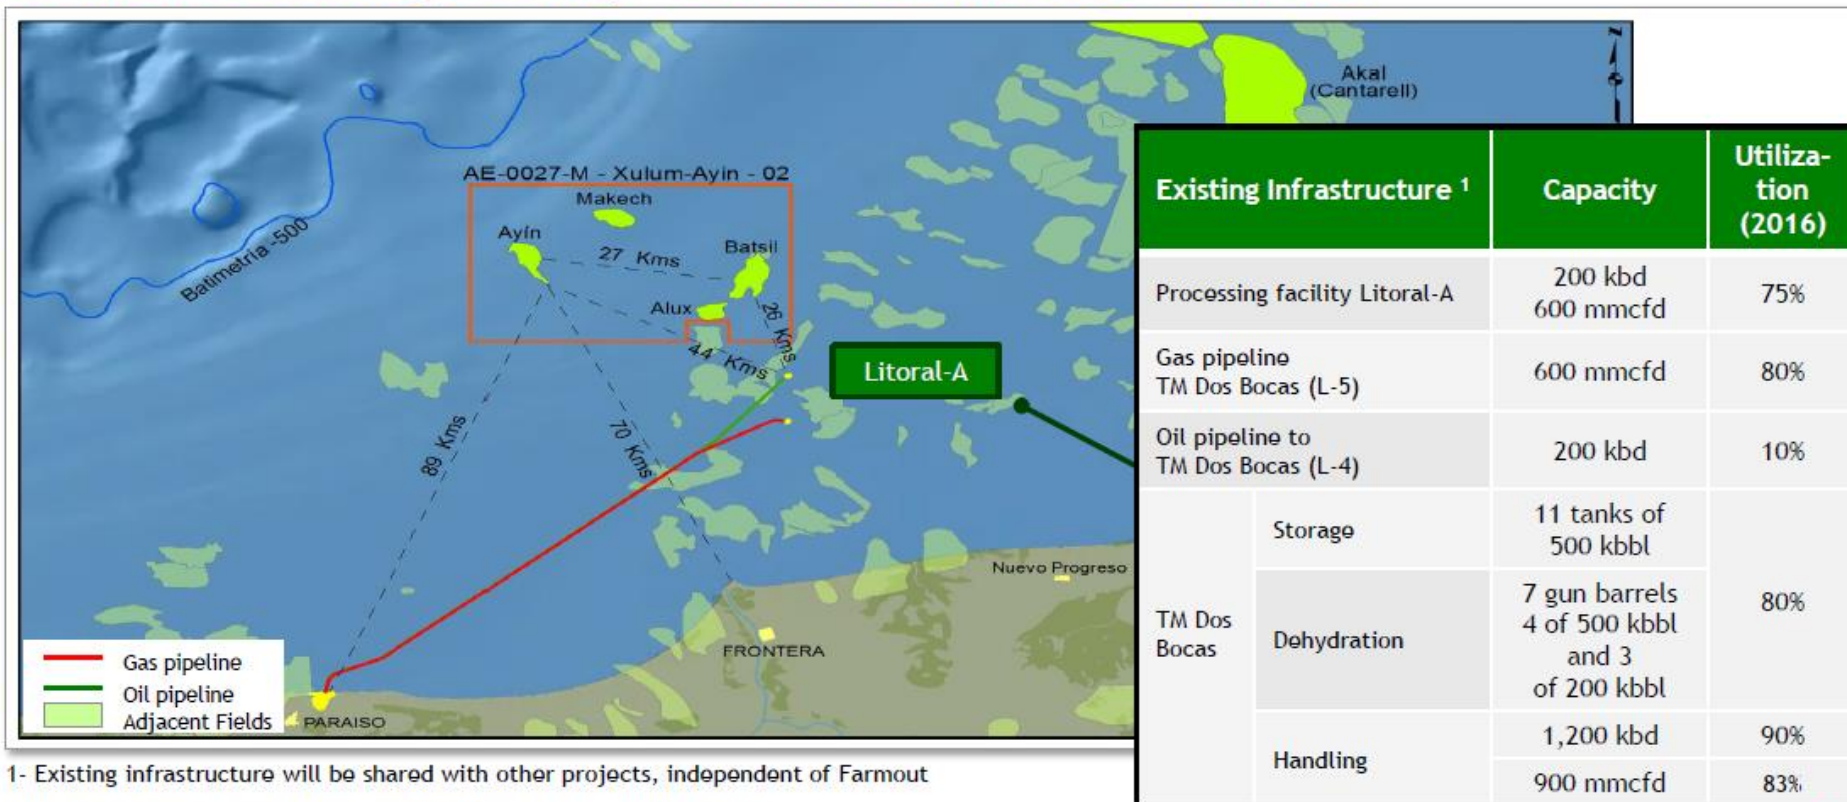 N
Akal
(Cantarell)
AE-0027-M - Xulum-Ayin - 02
Makech
Ayín
27 Kms
Batsil
Batimetria -500
Alux
26 Kms
44 Kms
Litoral-A
89 Kms
70 Kms
Nuevo Progreso
FRONTERA
PARAISO
Gas pipeline
Oil pipeline
Adjacent Fields
Existing Infrastructure 1
Capacity
Utiliza-
tion
(2016)
Processing facility Litoral-A
200 kbd
600 mmcfd
75%
Gas pipeline
TM Dos Bocas (L-5)
600 mmcfd
80%
Oil pipeline to
TM Dos Bocas (L-4)
200 kbd
10%
TM Dos
Bocas
Storage
11 tanks of
500 kbbl
80%
Dehydration
7 gun barrels
4 of 500 kbbl
and 3
of 200 kbbl
Handling
1,200 kbd
90%
900 mmcfd
83%
1- Existing infrastructure will be shared with other projects, independent of Farmout